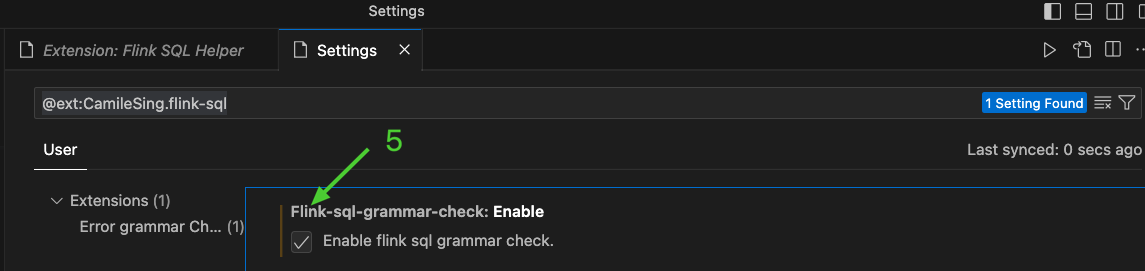 Settings
Extension: Flink SQL Helper
Settings
@ext:CamileSing.flink-sql
1 Setting Found
5
User
Last synced: 0 secs ago
Extensions (1)
Flink-sql-grammar-check: Enable
Error grammar Ch... (1)
Enable flink sql grammar check.